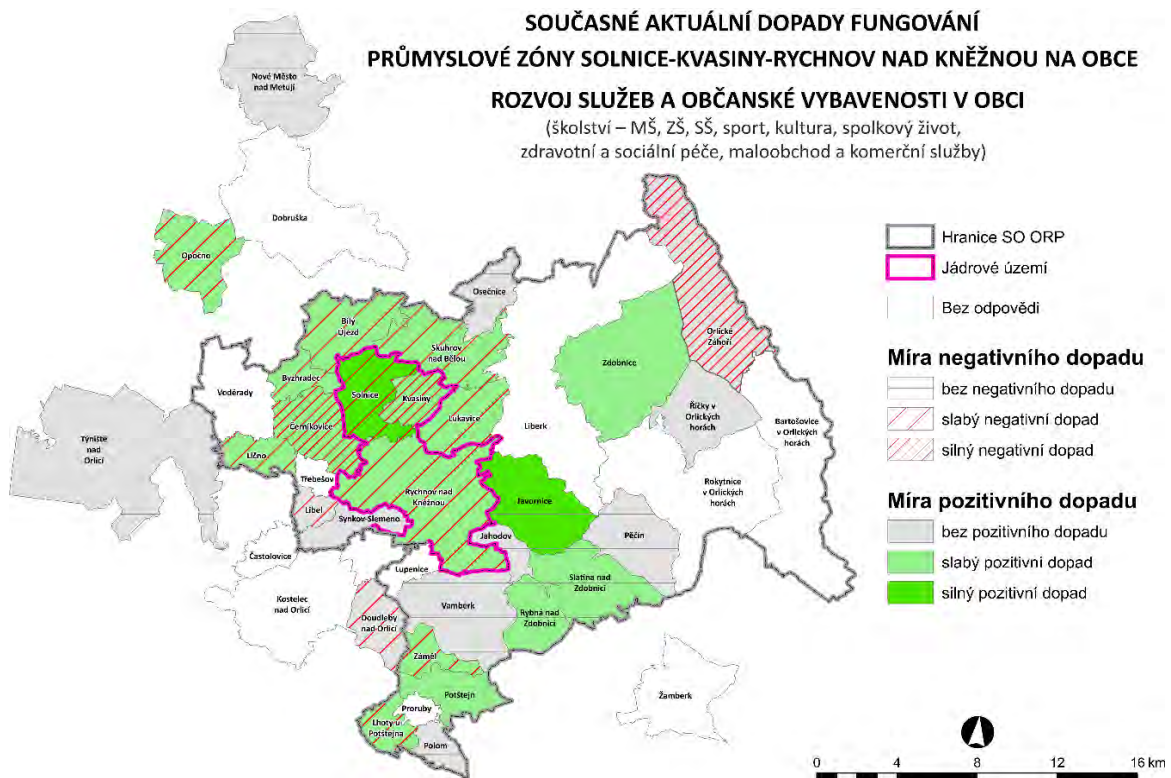 SOUČASNÉ AKTUÁLNÍ DOPADY FUNGOVÁNÍ
PRŮMYSLOVÉ ZÓNY SOLNICE-KVASINY-RYCHNOV NAD KNĚŽNOU NA OBCE
ROZVOJ SLUŽEB A OBČANSKÉ VYBAVENOSTI V OBCI
(školství – MŠ, ZŠ, SŠ, sport, kultura, spolkový život,
zdravotní a sociální péče, maloobchod a komerční služby)
Nové Město
nad Metují
Dobruška
Opočno
Osečnice
Bílý
Újezd
Skuhrov
nad Bělou
Byzhradec
Solnice
Kvasiny
Voděrady
Lukavice
Černíkovice
Lično
Týniště
nad
Orlicí
Třebešov
Libel
Synkov-Slemeno
Rychnov nad
Kněžnou
Liberk
Zdobnice
Orlické
Záhoří
Říčky v
Orlických
horách
Bartošovice
v Orlických
horách
Rokytnice
v Orlických
horách
Javornice
Jahodov
Pěčín
Častolovice
Lupenice
Slatina nad
Zdobnicí
Kostelec
nad Orlicí
Vamberk
Doudleby
nad Orlicí
Rybná nad
Zdobnicí
Záměl
Potštejn
Proruby
Lhoty u
Potštejna
Polom
Žamberk
Hranice SO ORP
Jádrové území
Bez odpovědi
Míra negativního dopadu
bez negativního dopadu
slabý negativní dopad
silný negativní dopad
Míra pozitivního dopadu
bez pozitivního dopadu
slabý pozitivní dopad
silný pozitivní dopad
0 4 8 12 16 km